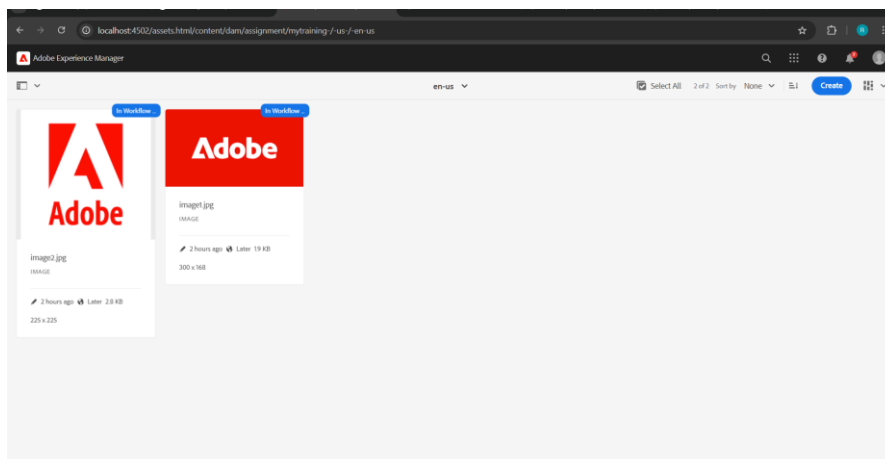 localhost:4502/assets.html/content/dam/assignment/mytraining-/-us-/-en-us
Adobe Experience Manager
en-us
Select All 2 of 2 Sort by None
Create
In Workflow ..
Adobe
image2.jpg
IMAGE
2 hours ago Later 2.8 KB
225 x 225
In Workflow ..
Adobe
image1.jpg
IMAGE
2 hours ago Later 1.9 KB
300 x 168